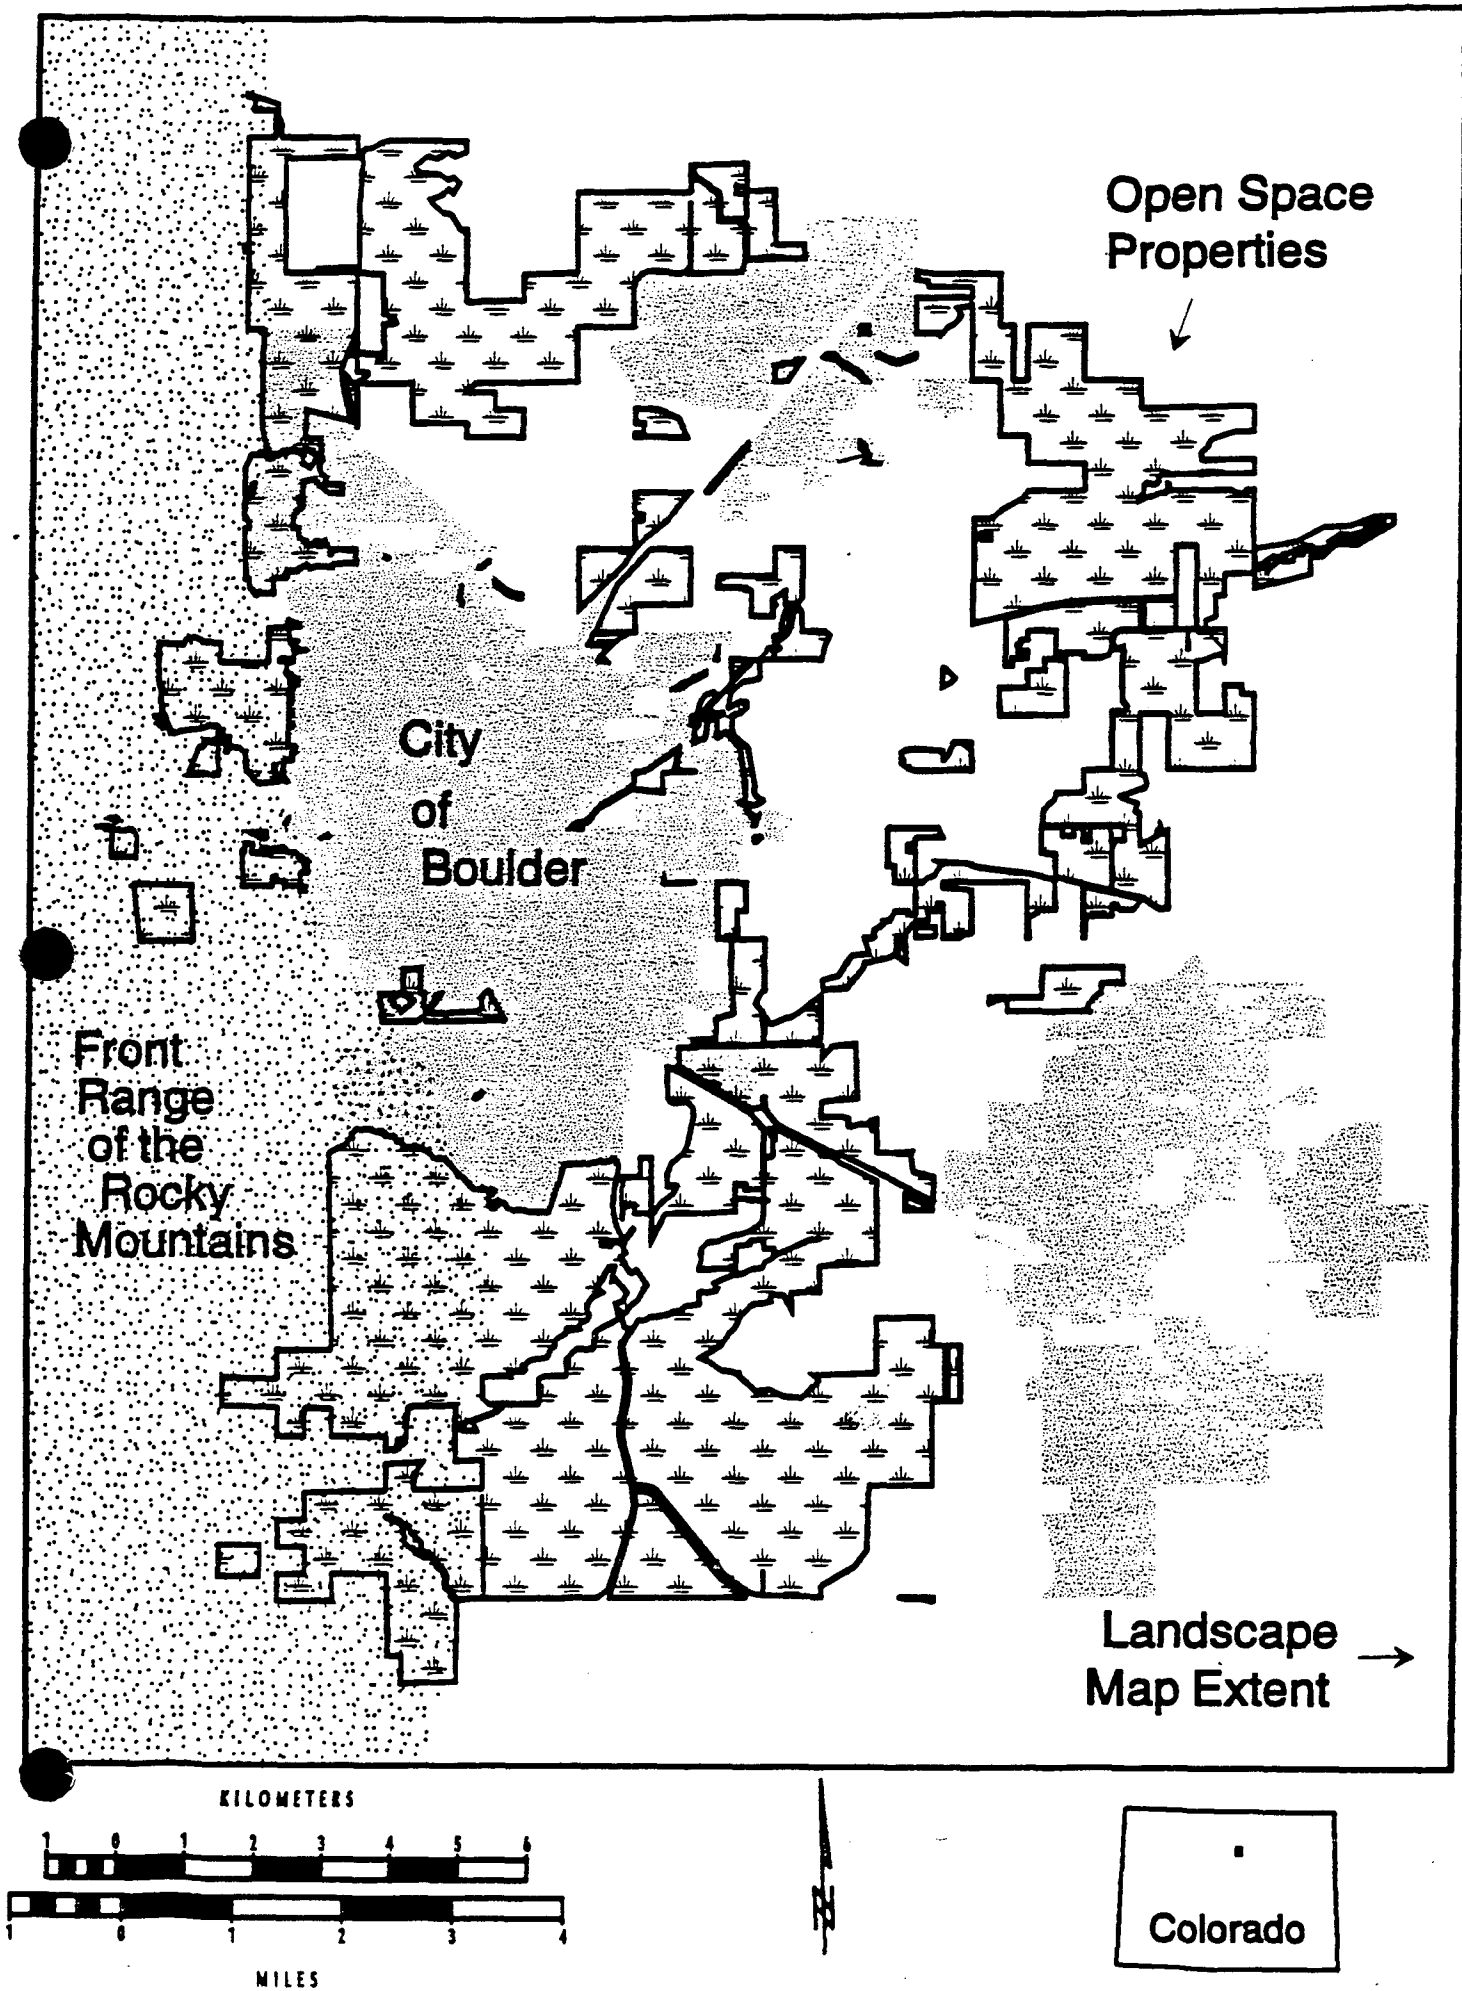 Open Space
Properties
City
of
Boulder
Front
Range
of the
Rocky
Mountains
Landscape
Map Extent
KILOMETERS
1 0 1 2 3 4 5 6
1 0 1 2 3 4
MILES
N
Colorado